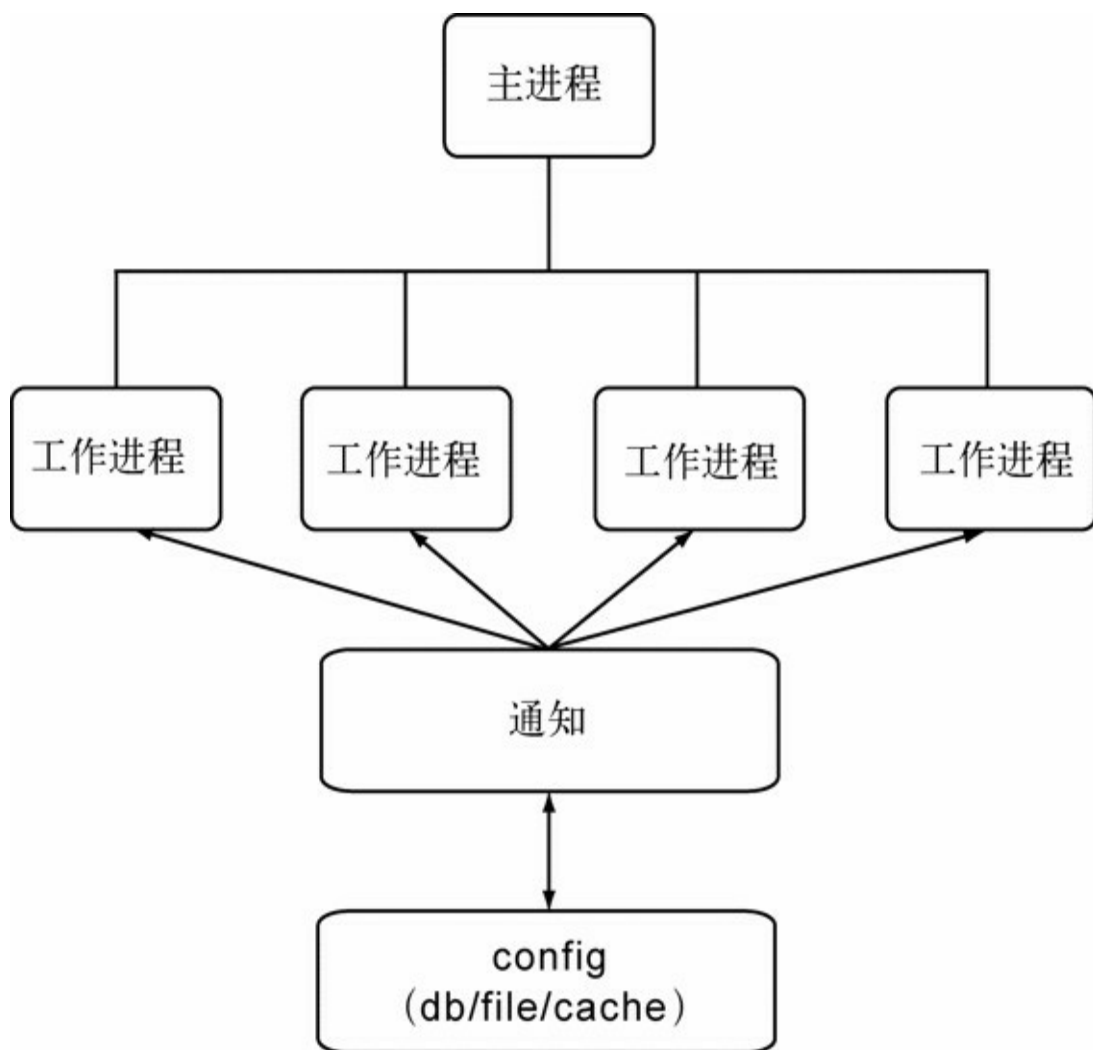 主进程
工作进程
工作进程
工作进程
工作进程
通知
config
（db/file/cache）